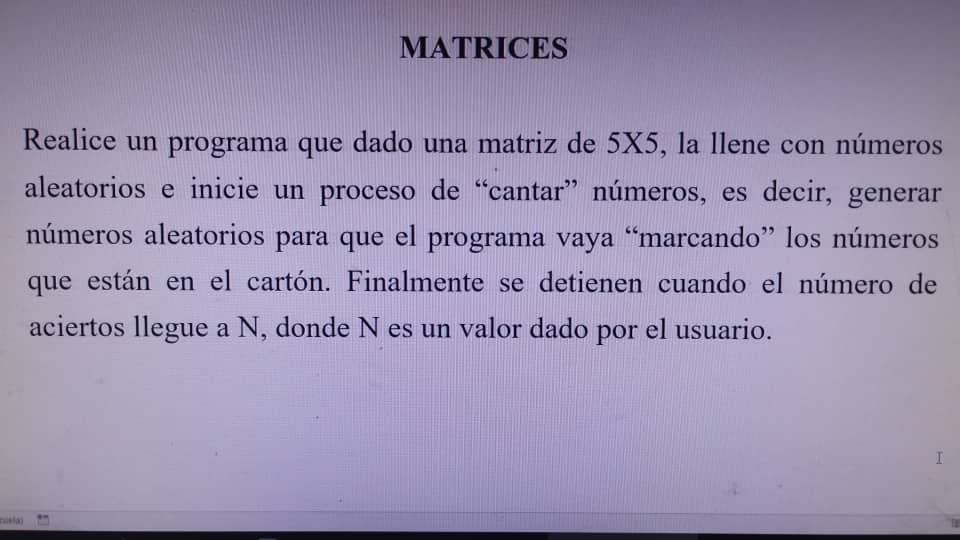 MATRICES
Realice un programa que dado una matriz de 5X5, la llene con números
aleatorios e inicie un proceso de “cantar” números, es decir, generar
números aleatorios para que el programa vaya “marcando” los números
que están en el cartón. Finalmente se detienen cuando el número de
aciertos llegue a N, donde N es un valor dado por el usuario.